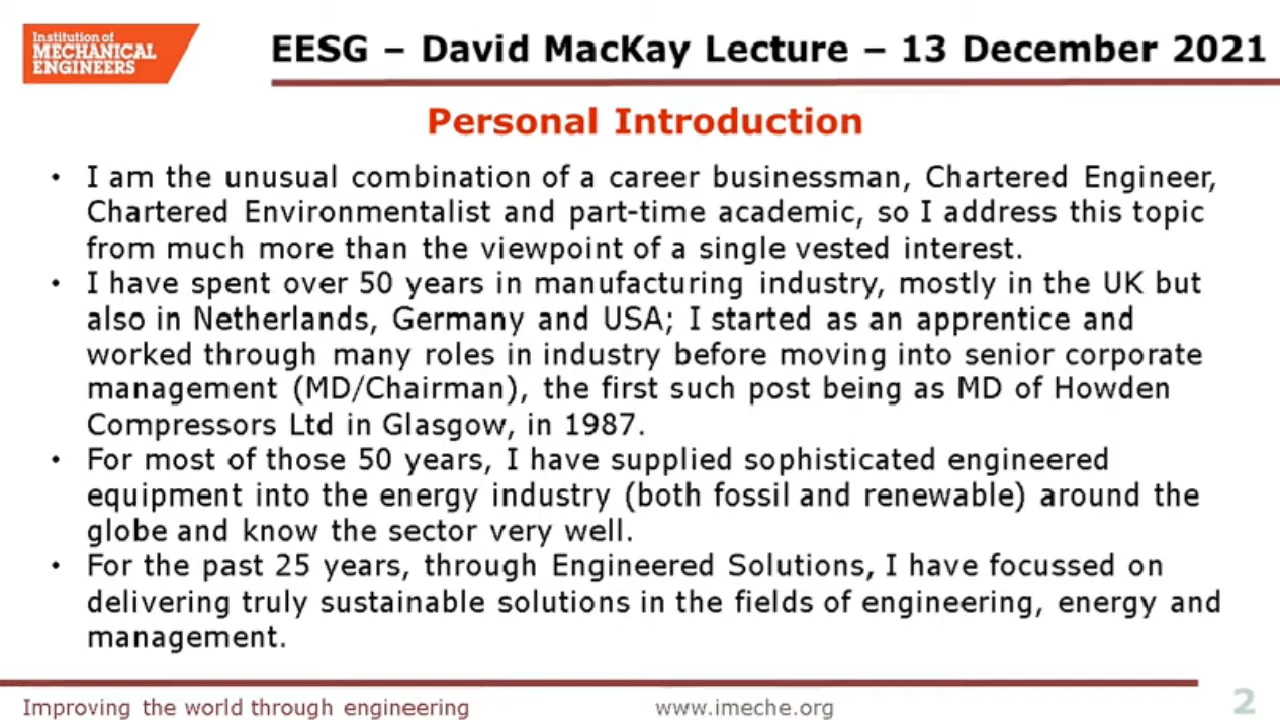 Institution of
MECHANICAL
ENGINEERS
EESG – David MacKay Lecture – 13 December 2021
Personal Introduction
• I am the unusual combination of a career businessman, Chartered Engineer,
Chartered Environmentalist and part-time academic, so I address this topic
from much more than the viewpoint of a single vested interest.
• I have spent over 50 years in manufacturing industry, mostly in the UK but
also in Netherlands, Germany and USA; I started as an apprentice and
worked through many roles in industry before moving into senior corporate
management (MD/Chairman), the first such post being as MD of Howden
Compressors Ltd in Glasgow, in 1987.
• For most of those 50 years, I have supplied sophisticated engineered
equipment into the energy industry (both fossil and renewable) around the
globe and know the sector very well.
• For the past 25 years, through Engineered Solutions, I have focussed on
delivering truly sustainable solutions in the fields of engineering, energy and
management.
Improving the world through engineering
www.imeche.org
2